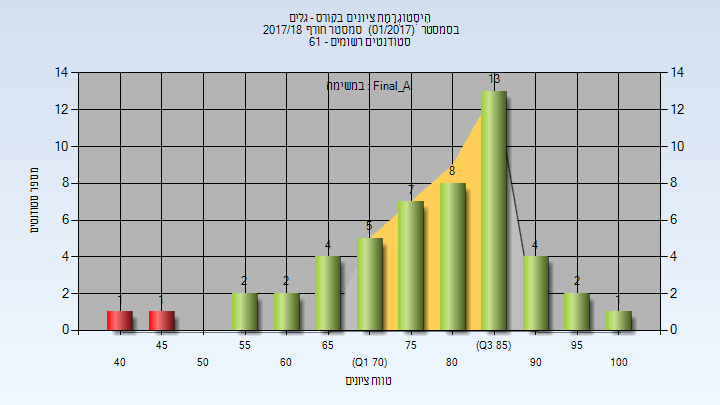 היסטוגרמת ציונים בקורס - גלים
בסמסטר (01/2017) סמסטר חורף 2017/18
סטודנטים רשומים - 61
במשימה : Final_A
מספר סטודנטים
14 14
12 12
10 10
8 8
6 6
4 4
2 2
0 0
1 1 2 2 4 5 7 8 13 4 2 1
45 55 65 75 (Q3 85) 95
40 50 60 (Q1 70) 80 90 100
טווח ציונים